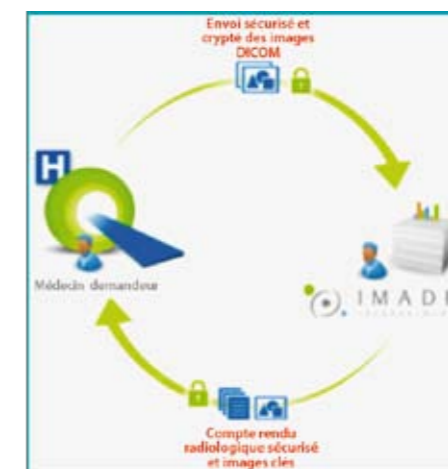 Envoi sécurisé et
crypté des images
DICOM
H
Médecin demandeur
IMADI
Compte rendu
radiologique sécurisé
et images clés